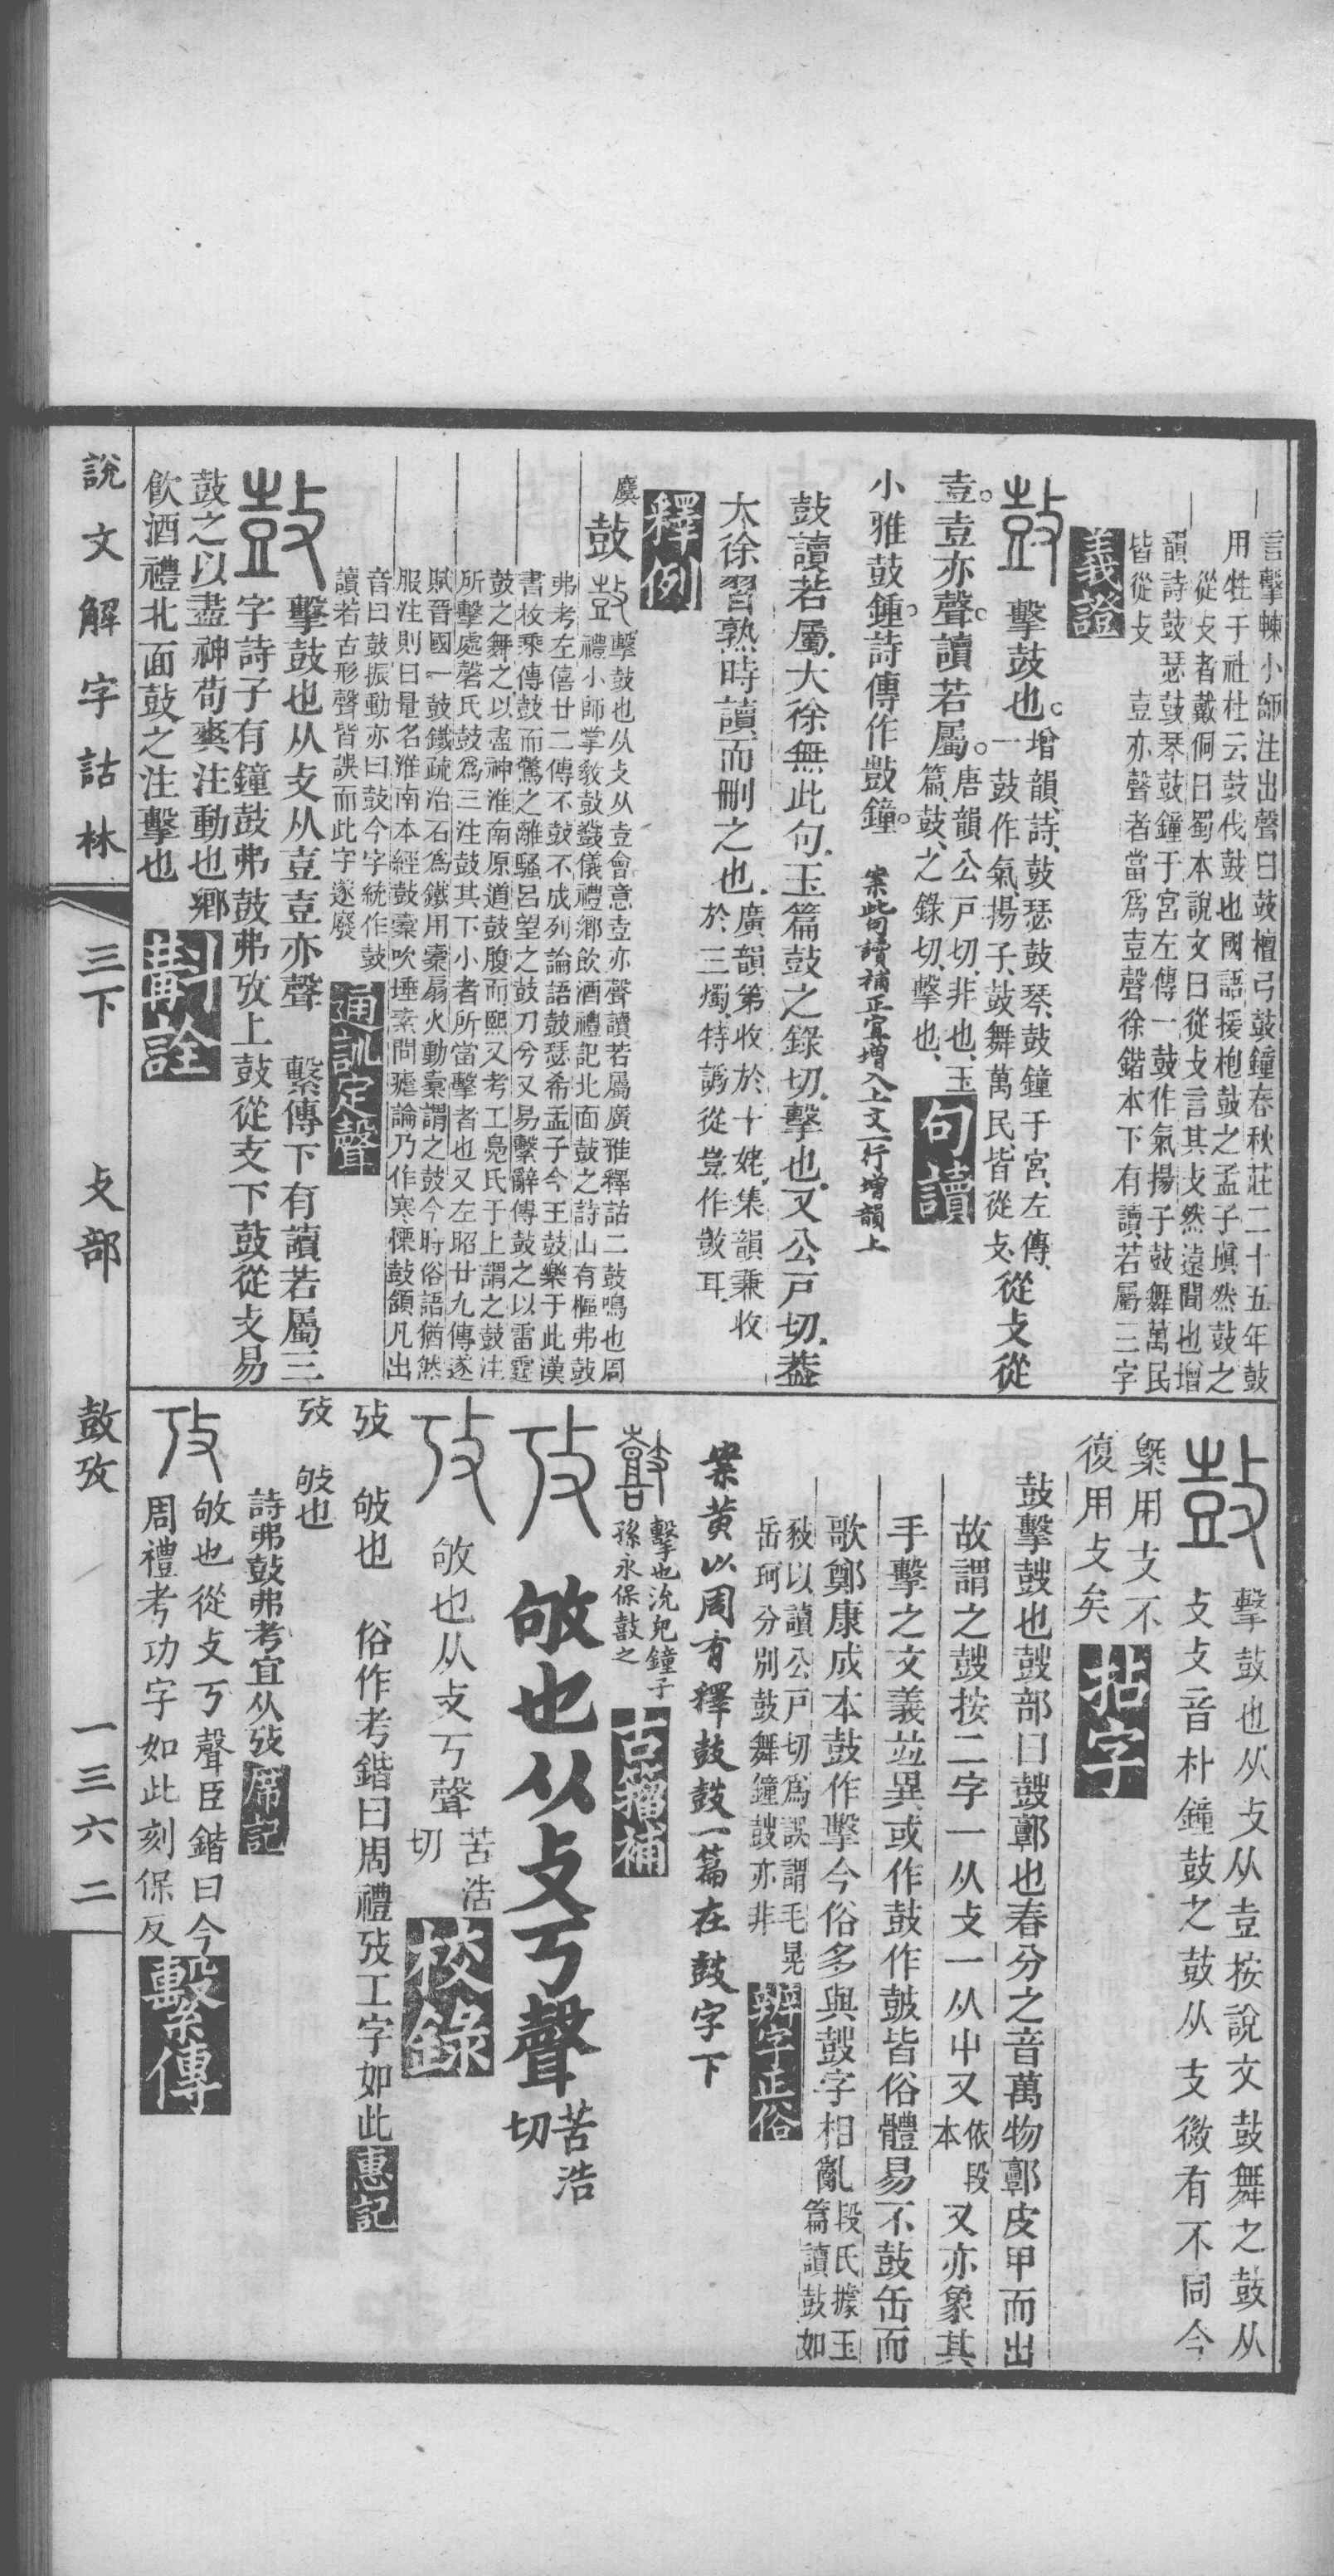 言擊朄小師注出聲曰鼓檀弓鼓鐘春秋莊二十五年鼓
用牲于社杜云鼓伐鼓也國語援枹鼓之孟子塡然鼓之
從攴者戴侗曰蜀本說文曰從攴言其攴然遠聞也增
韻詩鼓瑟鼓琴鼓鐘于宮左傳一鼓作氣揚子鼓舞萬民
皆從攴 壴亦聲者當爲壴聲徐鍇本下有讀若屬三字
義證
鼔 擊鼓也。增韻、詩、鼓瑟鼓琴、鼓鐘于宮、左傳、
一鼓作氣、揚子、鼓舞萬民、皆從攴、從攴從
壴。壴亦聲。讀若屬。唐韻公戶切、非也、玉
篇、鼓、之錄切、擊也、句讀
小雅鼓鍾。詩傳作鼓鐘。案此句讀補正宜增入上文一行增韻上
鼓讀若屬、大徐無此句、玉篇鼓之錄切、擊也、又公戶切、葢
大徐習熟時讀而刪之也、廣韻第收於十姥、集韻兼收
於三燭、特譌從豈作敳耳、
釋例
鼓 擊鼓也从攴从壴會意壴亦聲讀若屬廣雅釋詁二鼓鳴也周
禮小師掌敎鼓鼗儀禮鄉飲酒禮記北面鼓之詩山有樞弗鼓
弗考左僖廿二傳不鼓不成列論語鼓瑟希孟子今王鼓樂于此漢
書枚乘傳鼓而驚之離騷呂望之鼓刀兮又易繫辭傳鼓之以雷霆
鼓之舞之以盡神淮南原道鼓腹而熙又考工鳧氏于上謂之鼓注
所擊處磬氏鼓爲三注鼓其下小者所當擊者也又左昭廿九傳遂
賦晉國一鼓鐵疏冶石爲鐵用橐扇火動橐謂之鼓今時俗語猶然
服注則曰量名淮南本經鼓橐吹埵素問瘧論乃作寒慄鼓頷凡出
音曰鼓振動亦曰鼓今字統作鼓
讀若古形聲皆誤而此字遂廢 通訓定聲
鼔 擊鼓也从攴从壴壴亦聲 繫傳下有讀若屬三
字詩子有鐘鼓弗鼓弗攷上鼓從支下鼓從攴易
鼓之以盡神荀爽注動也鄉
飲酒禮北面鼓之注擊也 斠詮
鼔 擊鼓也从攴从壴按說文鼓舞之鼓从
攴攴音朴鐘鼓之鼓从支微有不同今
槩用支不
復用攴矣 拈字
鼓擊鼓也鼓部曰鼓郭也春分之音萬物郭皮甲而出
故謂之鼓按二字一从攴一从屮又依段本又亦象其
手擊之文義竝異或作鼓作皷皆俗體易不鼓缶而
歌鄭康成本鼓作擊今俗多與鼓字相亂段氏據玉
篇讀鼓如
㹜以讀公戶切爲誤謂毛晃
岳珂分別鼓舞鐘鼓亦非 辨字正俗
案黃以周有釋鼓鼓一篇在鼓字下
擊也沇兒鐘子
孫永保鼓之 古籀補
攷 敂也从攴丂聲苦浩切
攷 敂也从攴丂聲苦浩切 校錄
攷 敂也 俗作考鍇曰周禮攷工字如此 惠記
攷 敂也
詩弗鼓弗考宜从攷 席記
攷 敂也從攴丂聲臣鍇曰今
周禮考功字如此刻保反 繫傳
說文解字詁林 三下 攴部 鼓攷 一三六二